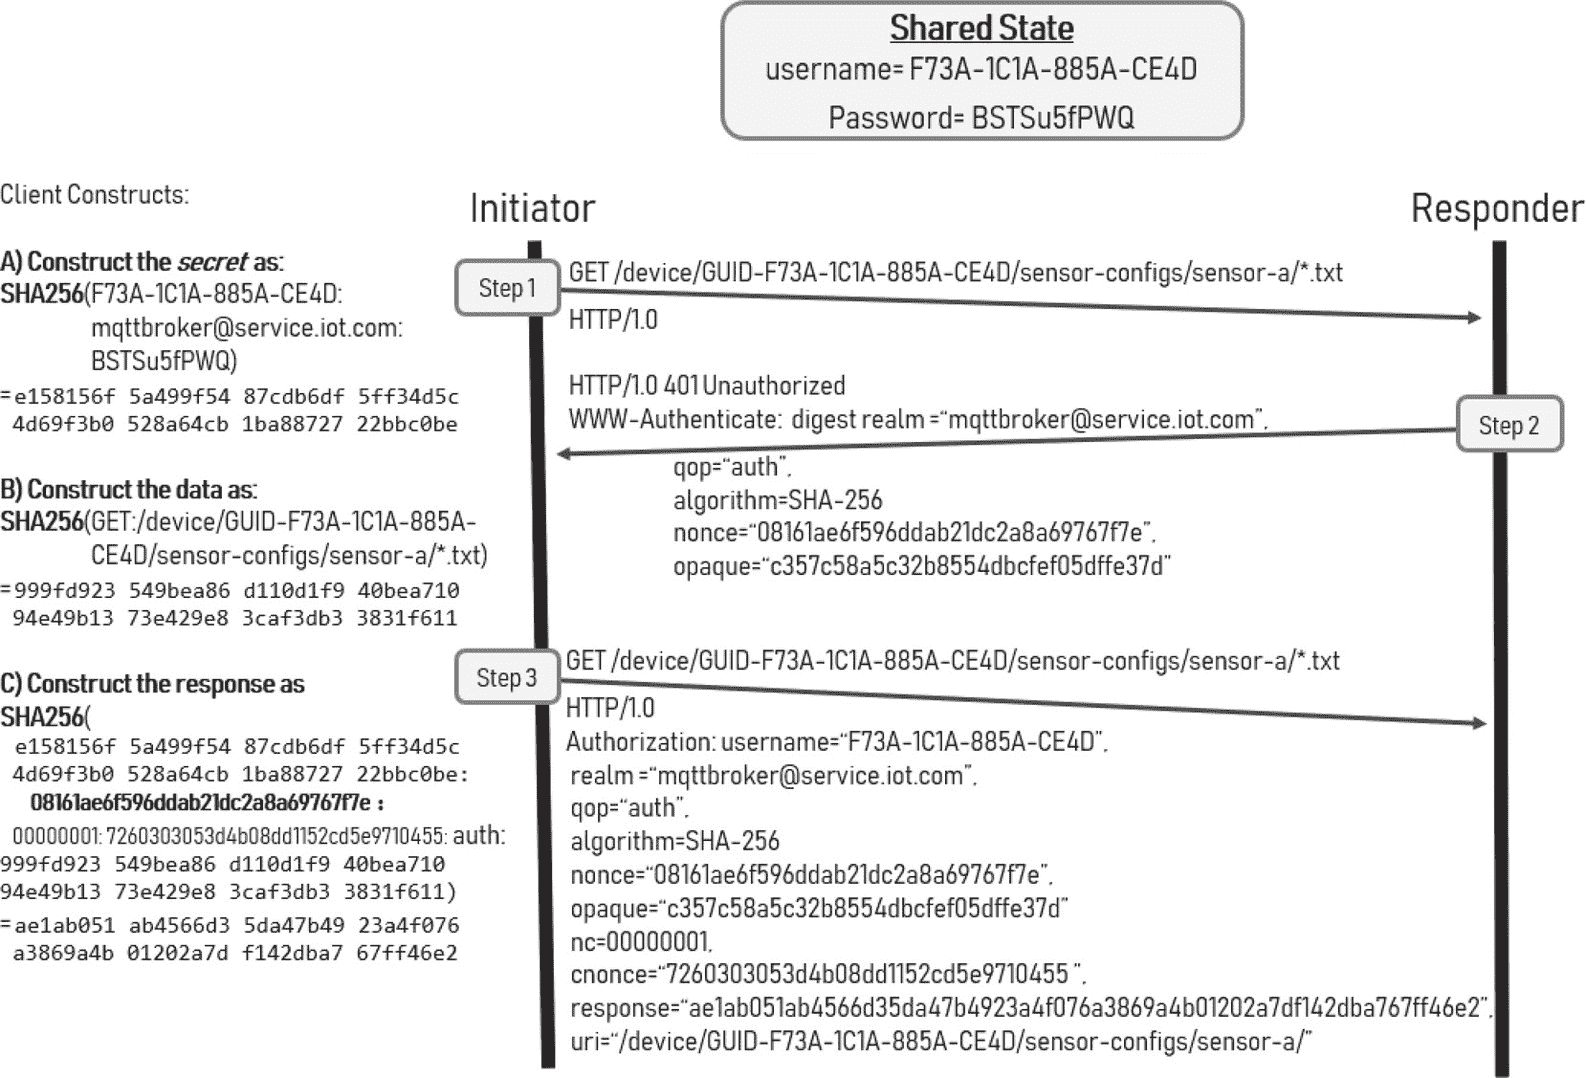 Shared State
username= F73A-1C1A-885A-CE4D
Password= BSTSu5fPWQ
Client Constructs:
A) Construct the secret as:
SHA256(F73A-1C1A-885A-CE4D:
mqttbroker@service.iot.com:
BSTSu5fPWQ)
=e158156f 5a499f54 87cdb6df 5ff34d5c
4d69f3b0 528a64cb 1ba88727 22bbc0be
B) Construct the data as:
SHA256(GET:/device/GUID-F73A-1C1A-885A-
CE4D/sensor-configs/sensor-a/*.txt)
=999fd923 549bea86 d110d1f9 40bea710
94e49b13 73e429e8 3caf3db3 3831f611
C) Construct the response as
SHA256(
e158156f 5a499f54 87cdb6df 5ff34d5c
4d69f3b0 528a64cb 1ba88727 22bbc0be:
08161ae6f596ddab21dc2a8a69767f7e :
00000001: 7260303053d4b08dd1152cd5e9710455: auth:
999fd923 549bea86 d110d1f9 40bea710
94e49b13 73e429e8 3caf3db3 3831f611)
=ae1ab051 ab4566d3 5da47b49 23a4f076
a3869a4b 01202a7d f142dba7 67ff46e2
Initiator
Responder
Step 1
GET /device/GUID-F73A-1C1A-885A-CE4D/sensor-configs/sensor-a/*.txt
HTTP/1.0
HTTP/1.0 401 Unauthorized
WWW-Authenticate: digest realm =“mqttbroker@service.iot.com”,
Step 2
qop=“auth”,
algorithm=SHA-256
nonce=“08161ae6f596ddab21dc2a8a69767f7e”,
opaque=“c357c58a5c32b8554dbcfef05dffe37d”
Step 3
GET /device/GUID-F73A-1C1A-885A-CE4D/sensor-configs/sensor-a/*.txt
HTTP/1.0
Authorization: username=“F73A-1C1A-885A-CE4D”,
realm =“mqttbroker@service.iot.com”,
qop=“auth”,
algorithm=SHA-256
nonce=“08161ae6f596ddab21dc2a8a69767f7e”,
opaque=“c357c58a5c32b8554dbcfef05dffe37d”
nc=00000001,
cnonce=“7260303053d4b08dd1152cd5e9710455 ”,
response=“ae1ab051ab4566d35da47b4923a4f076a3869a4b01202a7df142dba767ff46e2”,
uri=“/device/GUID-F73A-1C1A-885A-CE4D/sensor-configs/sensor-a/”